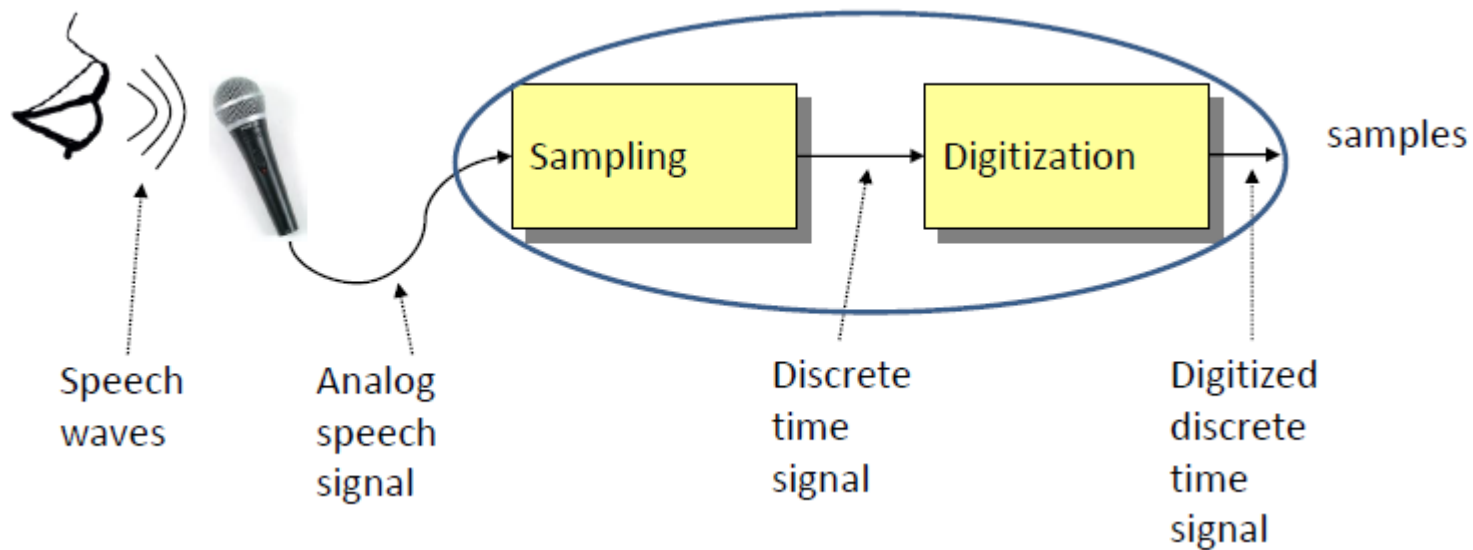 Sampling
Digitization
samples
Speech
waves
Analog
speech
signal
Discrete
time
signal
Digitized
discrete
time
signal